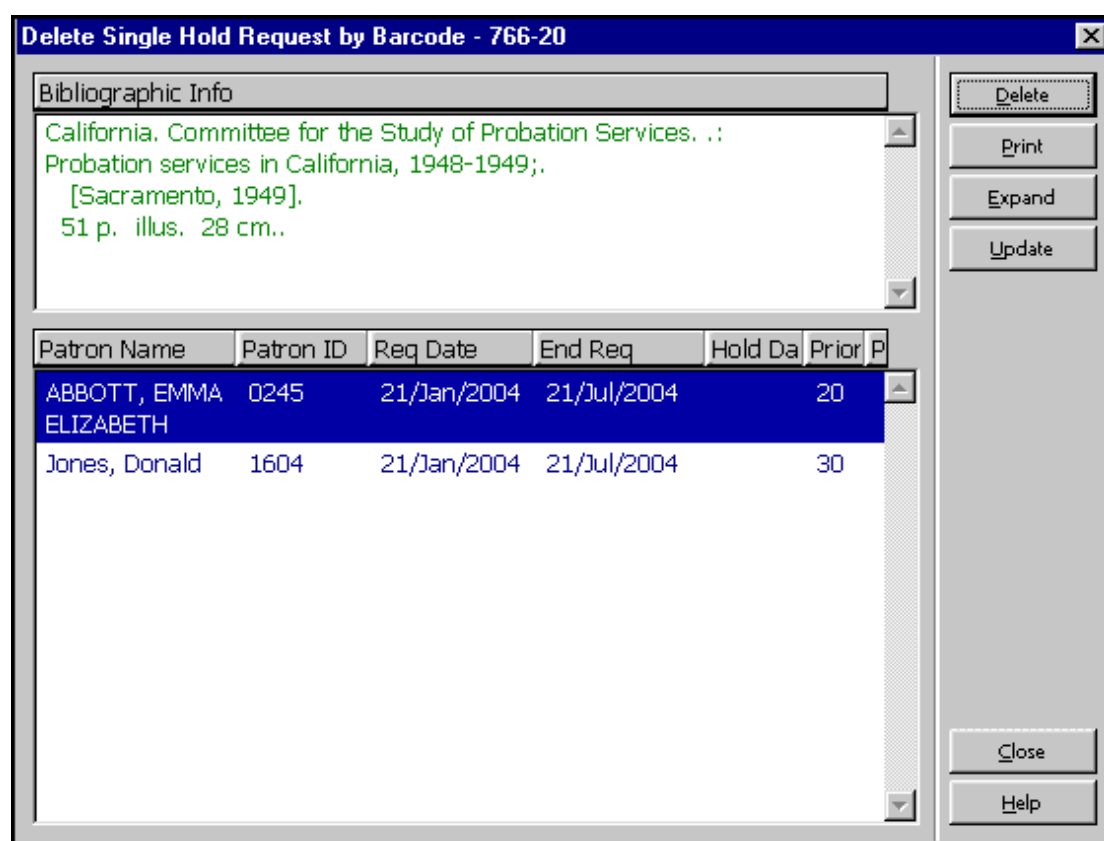 Delete Single Hold Request by Barcode - 766-20
Bibliographic Info
California. Committee for the Study of Probation Services. .:
Probation services in California, 1948-1949;.
[Sacramento, 1949].
51 p. illus. 28 cm..
Patron Name Patron ID Req Date End Req Hold Da Prior P
ABBOTT, EMMA 0245 21/Jan/2004 21/Jul/2004 20
ELIZABETH
Jones, Donald 1604 21/Jan/2004 21/Jul/2004 30
Delete
Print
Expand
Update
Close
Help